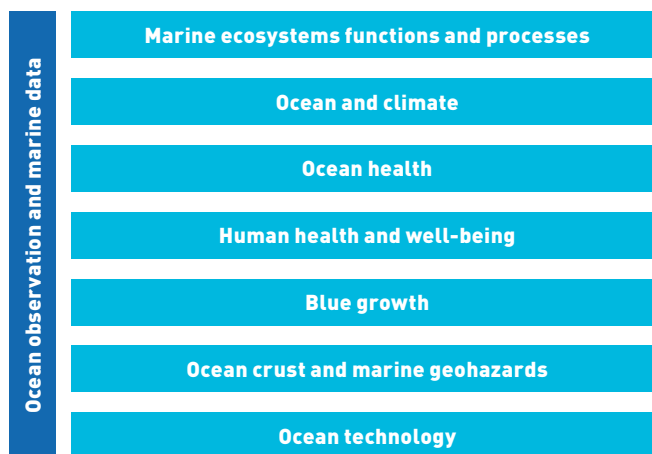 Ocean observation and marine data
Marine ecosystems functions and processes
Ocean and climate
Ocean health
Human health and well-being
Blue growth
Ocean crust and marine geohazards
Ocean technology